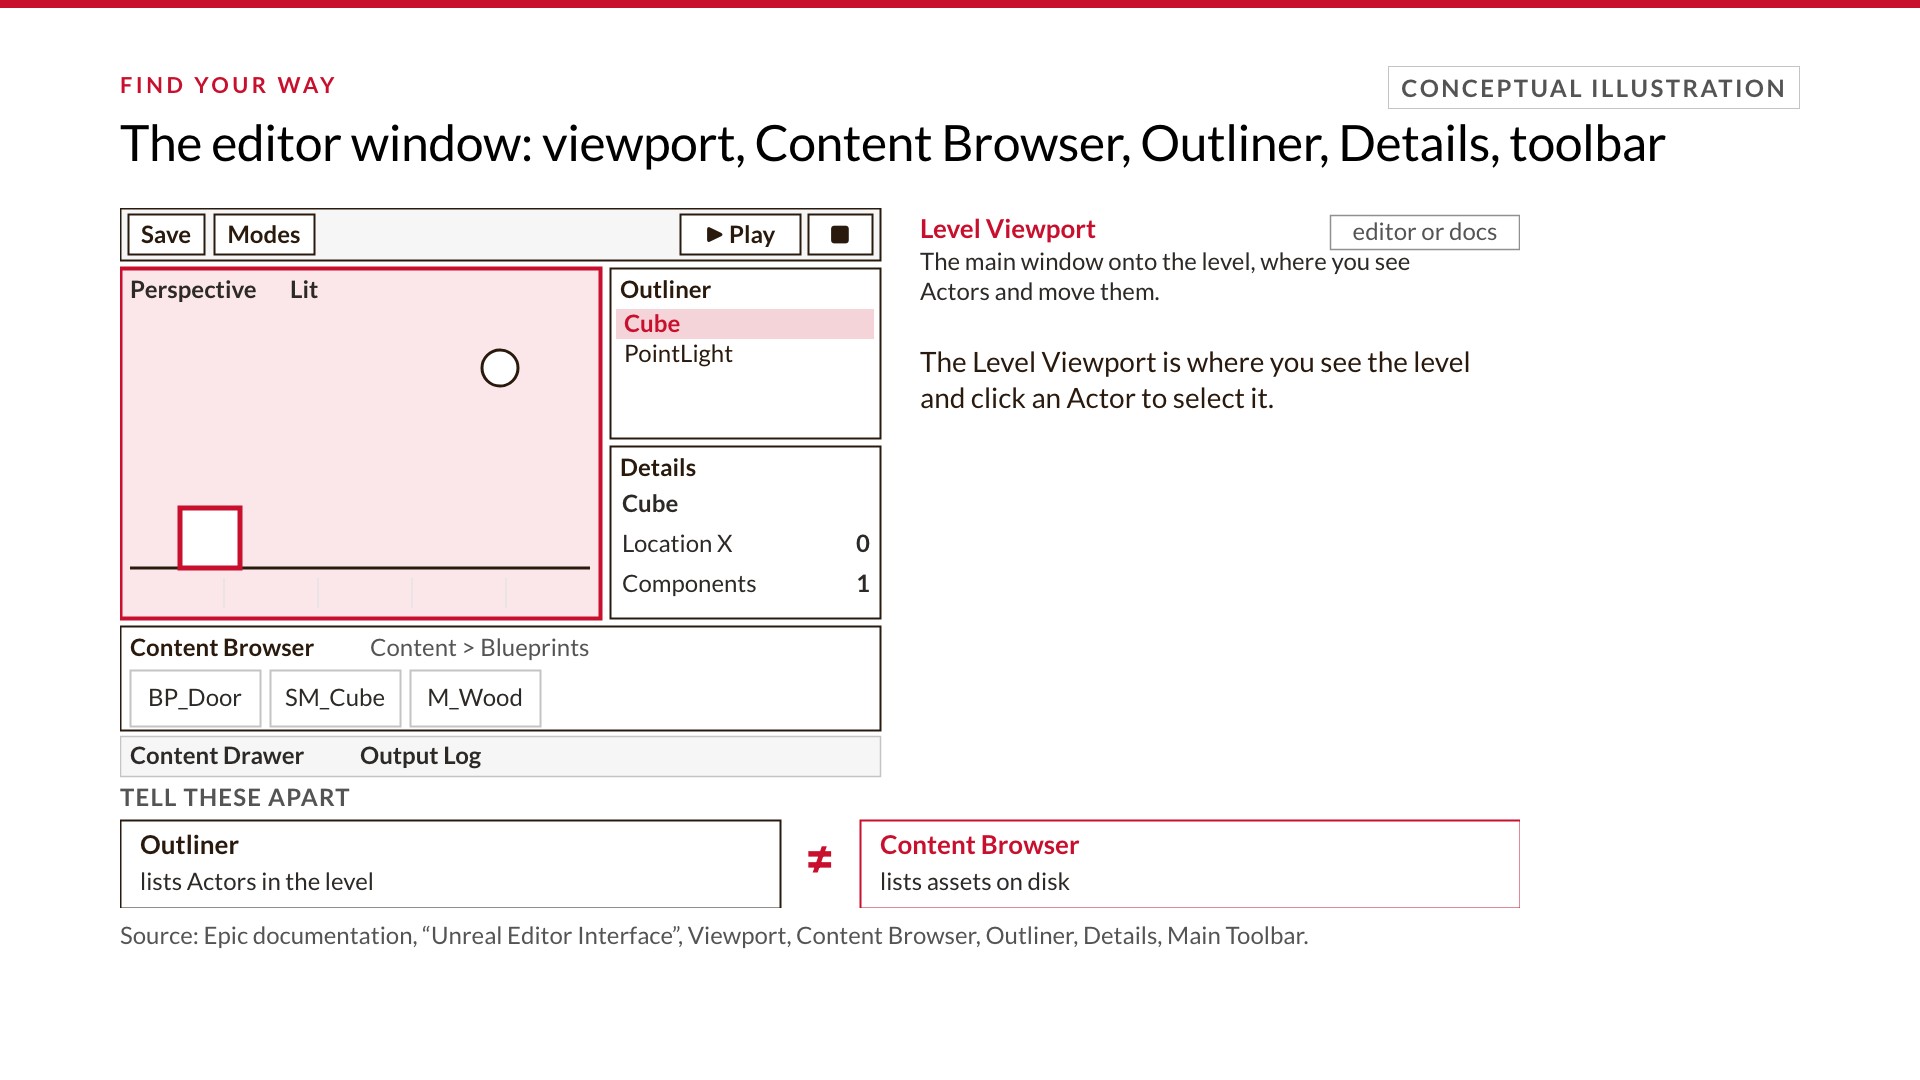 FIND YOUR WAY
CONCEPTUAL ILLUSTRATION
The editor window: viewport, Content Browser, Outliner, Details, toolbar
Save
Modes
Play
Perspective
Lit
Outliner
Cube
PointLight
Details
Cube
Location X 0
Components 1
Content Browser
Content > Blueprints
BP_Door
SM_Cube
M_Wood
Content Drawer
Output Log
Level Viewport
editor or docs
The main window onto the level, where you see
Actors and move them.
The Level Viewport is where you see the level
and click an Actor to select it.
TELL THESE APART
Outliner
lists Actors in the level
≠
Content Browser
lists assets on disk
Source: Epic documentation, “Unreal Editor Interface”, Viewport, Content Browser, Outliner, Details, Main Toolbar.